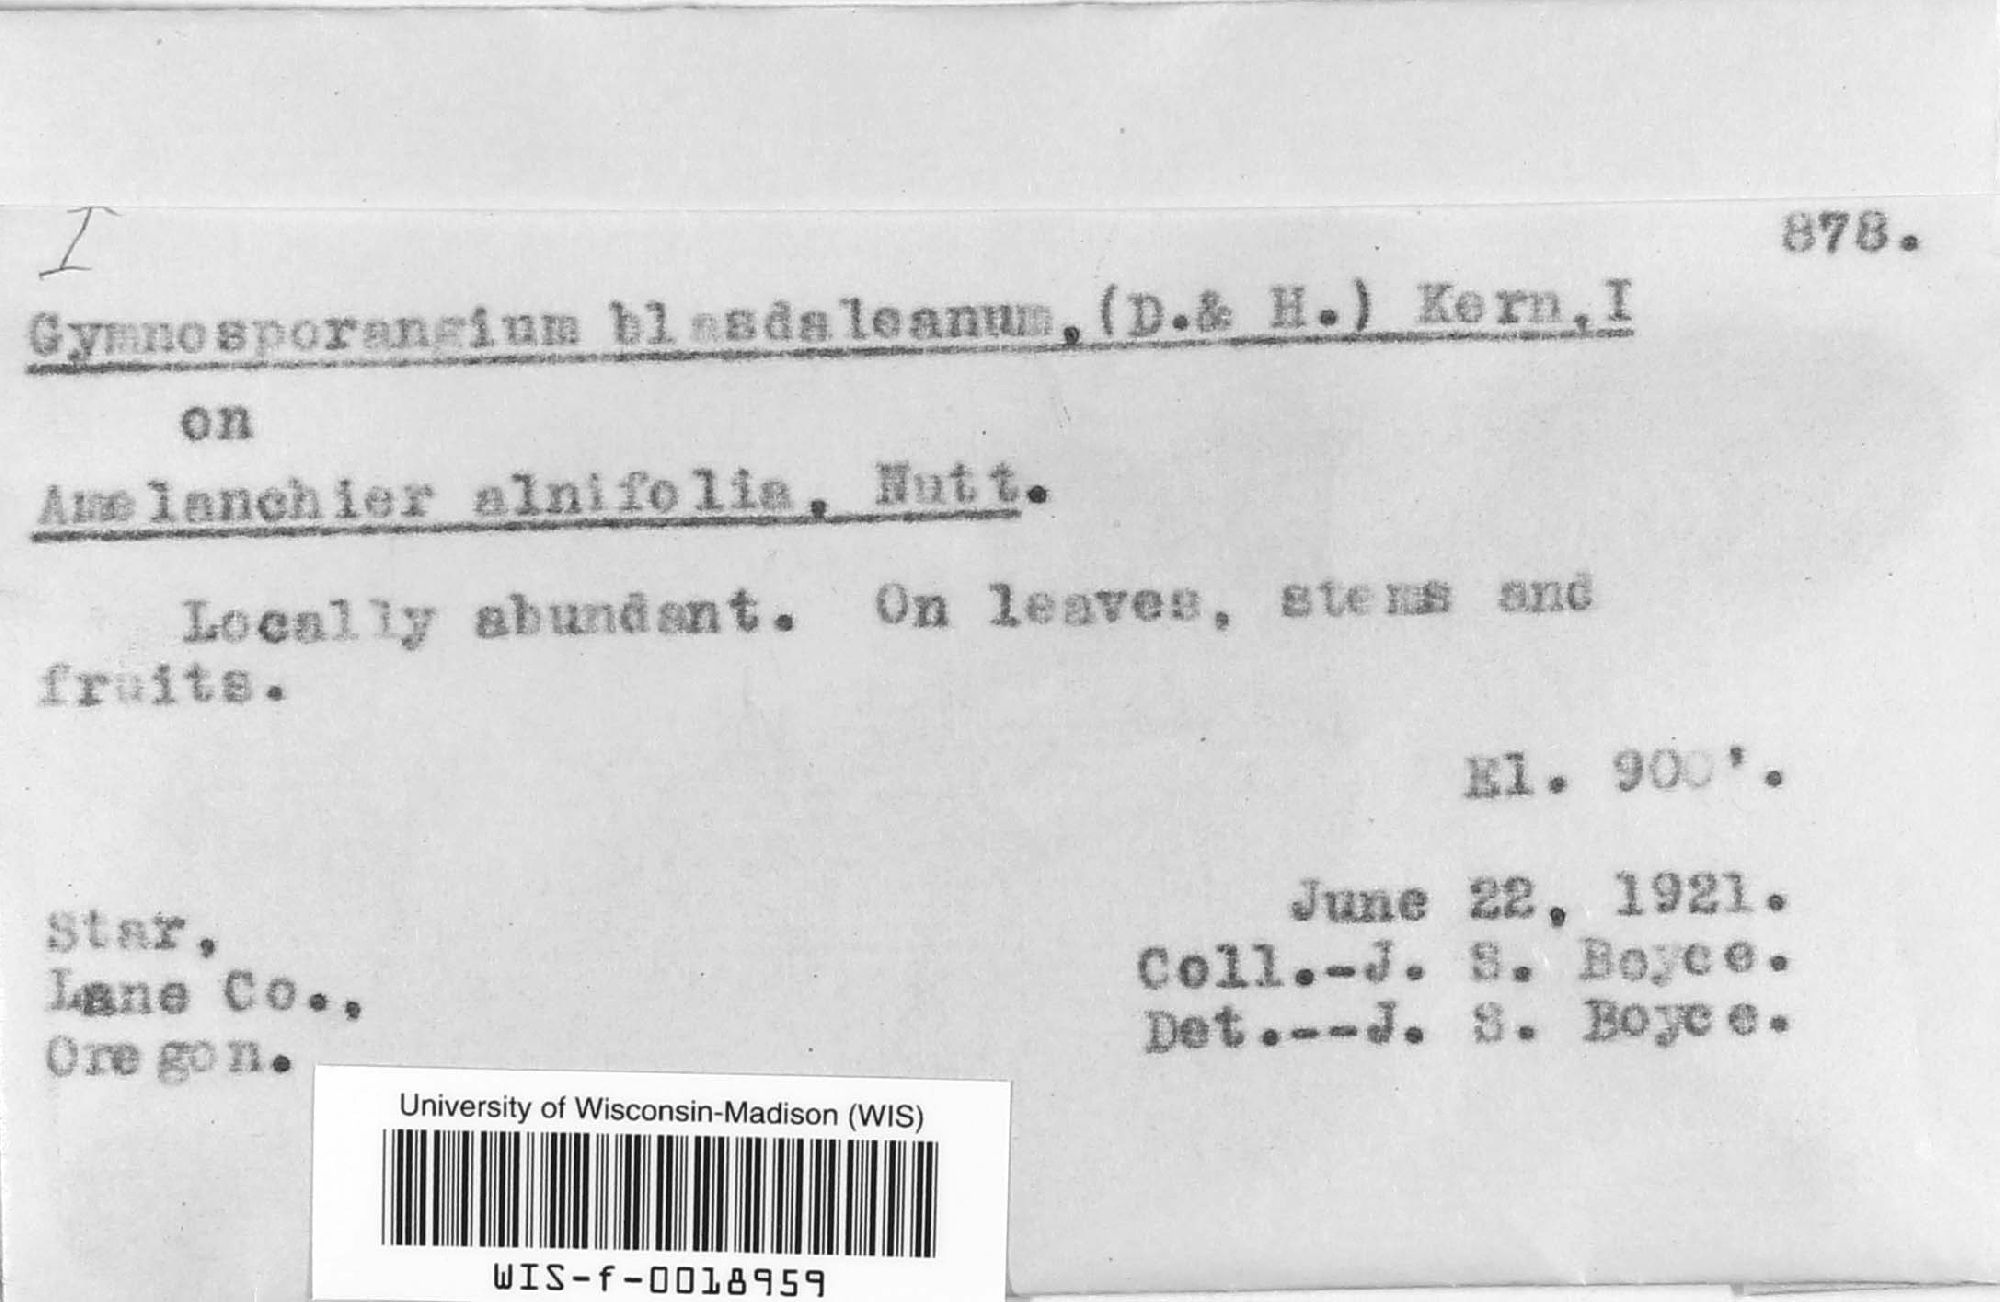 I
878.
Gymnosporangium blasdaleanum,(D.& H.) Kern,I
on
Amelanchier alnifolia, Nutt.
Locally abundant. On leaves, stems and
fruits.
El. 900'.
June 22, 1921.
Star,
Coll.-J. S. Boyce.
Lane Co.,
Det.--J. S. Boyce.
Oregon.
University of Wisconsin-Madison (WIS)
WIS-f-0018959